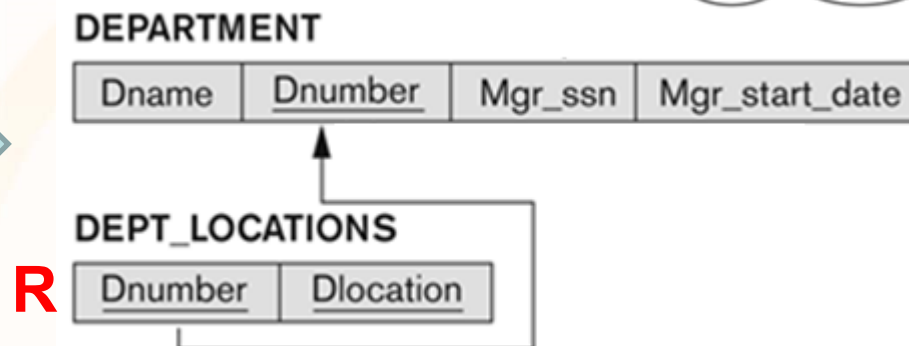 DEPARTMENT
Dname Dnumber Mgr_ssn Mgr_start_date
DEPT_LOCATIONS
R Dnumber Dlocation